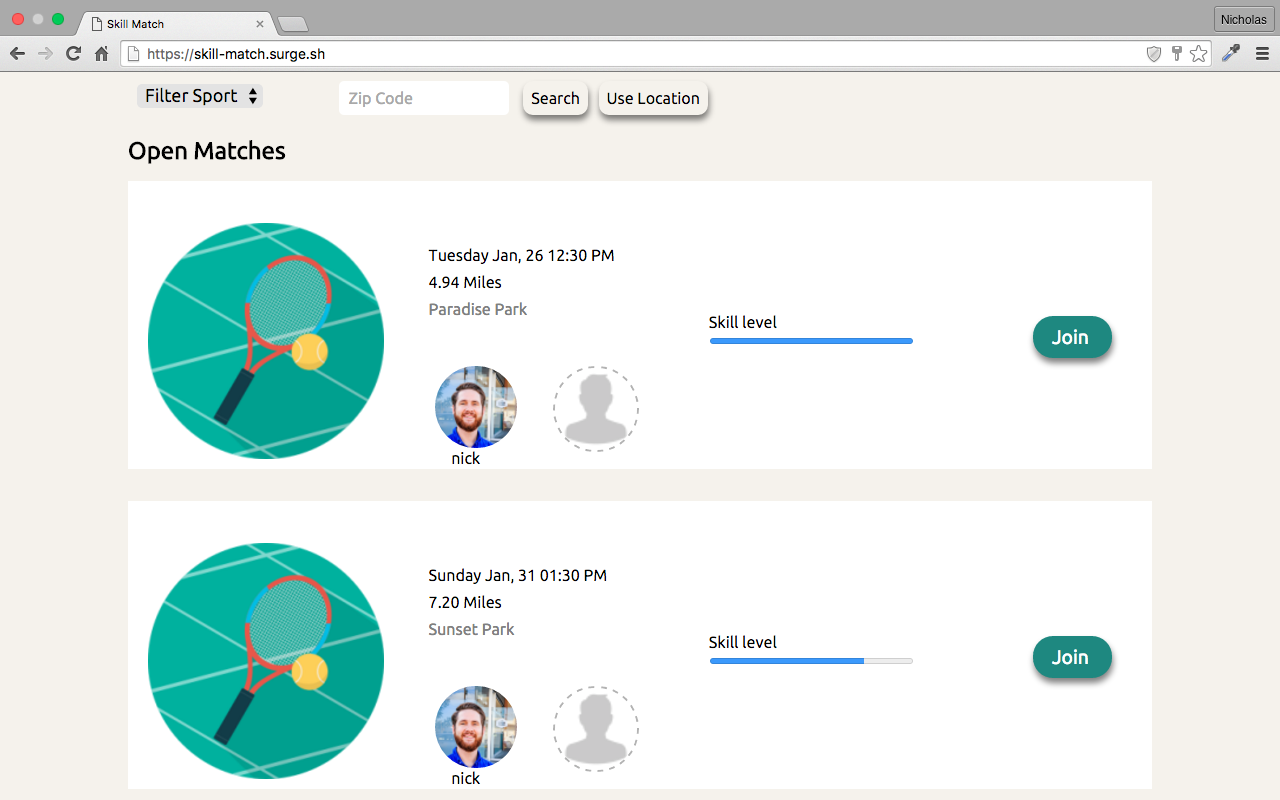 Skill Match
Nicholas
https://skill-match.surge.sh
Filter Sport
Zip Code
Search
Use Location
Open Matches
Tuesday Jan, 26 12:30 PM
4.94 Miles
Paradise Park
Skill level
Join
nick
Sunday Jan, 31 01:30 PM
7.20 Miles
Sunset Park
Skill level
Join
nick